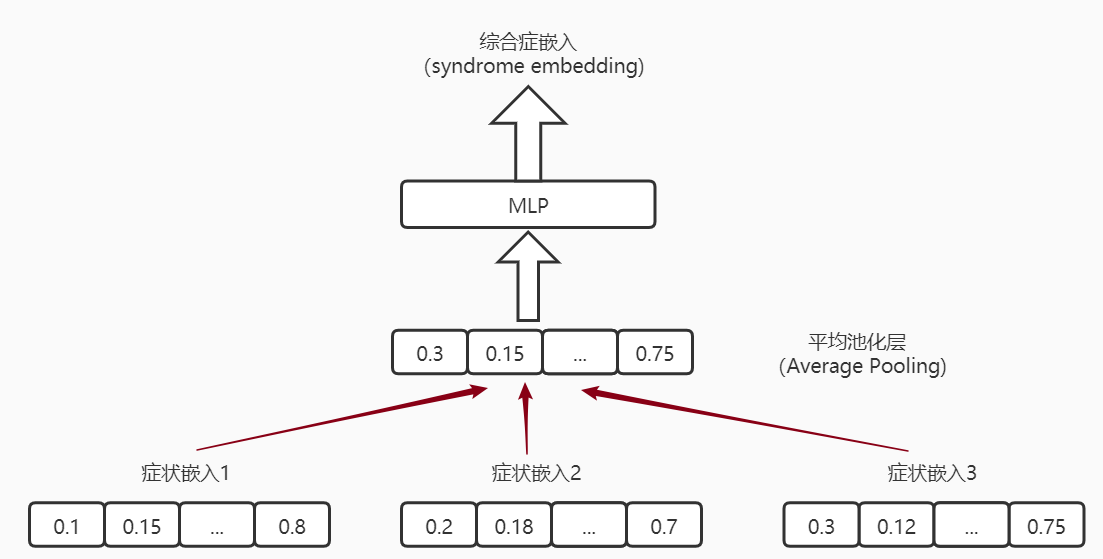 综合症嵌入
(syndrome embedding)
MLP
0.3 0.15 ... 0.75
平均池化层
(Average Pooling)
症状嵌入1 症状嵌入2 症状嵌入3
0.1 0.15 ... 0.8 0.2 0.18 ... 0.7 0.3 0.12 ... 0.75